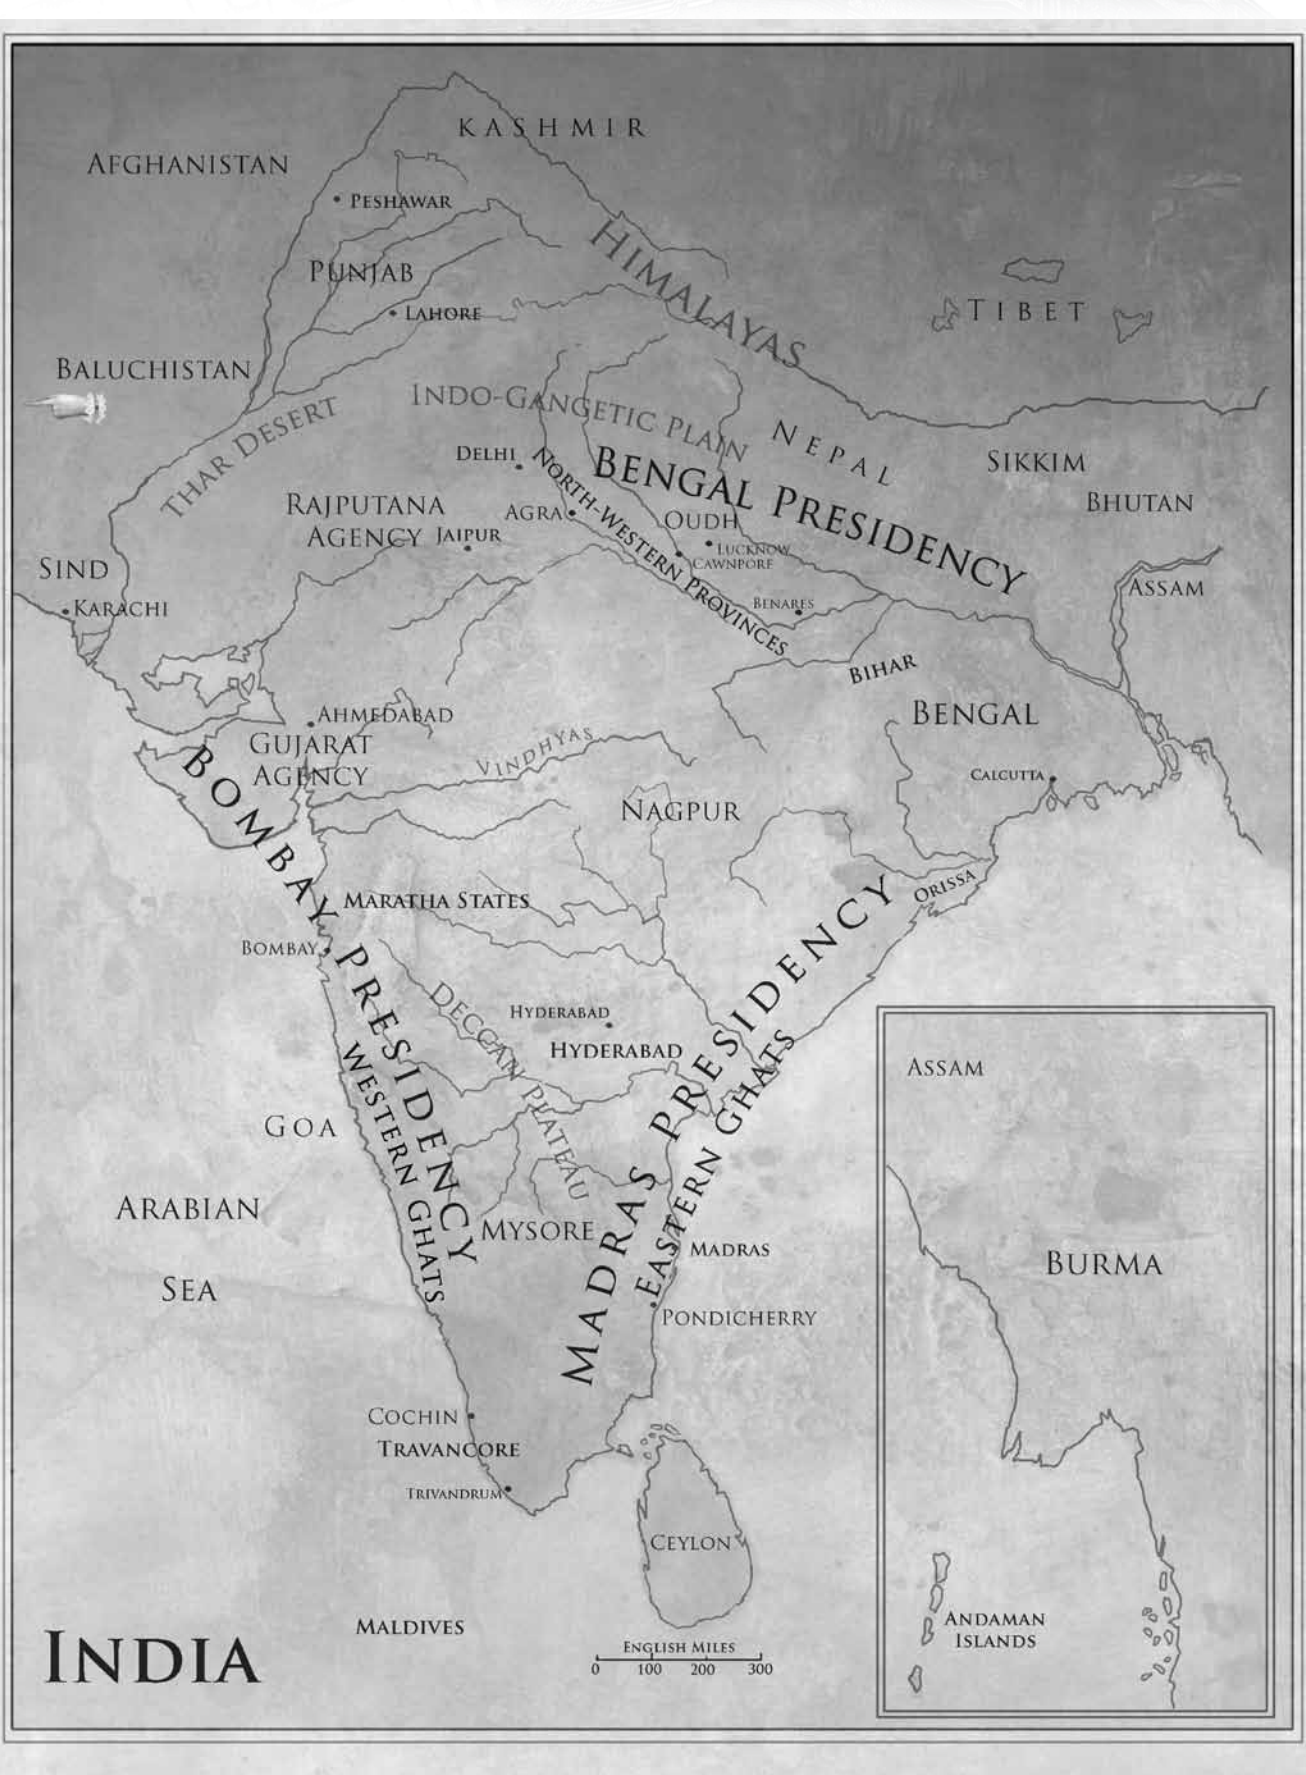 KASHMIR
AFGHANISTAN
PESHAWAR
HIMALAYAS
PUNJAB
LAHORE
TIBET
BALUCHISTAN
THAR DESERT
INDO-GANGETIC PLAIN
NEPAL
DELHI
NORTH-WESTERN PROVINCES
BENGAL PRESIDENCY
SIKKIM
BHUTAN
RAJPUTANA
AGENCY
JAIPUR
AGRA
OUDH
LUCKNOW
CAWNPORE
SIND
KARACHI
ASSAM
BENARES
BIHAR
BENGAL
AHMEDABAD
GUJARAT
AGENCY
VINDHYAS
CALCUTTA
NAGPUR
BOMBAY PRESIDENCY
MARATHA STATES
ORISSA
BOMBAY
DECCAN PLATEAU
HYDERABAD
HYDERABAD
MADRAS PRESIDENCY
WESTERN GHATS
EASTERN GHATS
GOA
ARABIAN
SEA
MYSORE
MADRAS
PONDICHERRY
COCHIN
TRAVANCORE
TRIVANDRUM
CEYLON
MALDIVES
INDIA
ENGLISH MILES
0 100 200 300
ASSAM
BURMA
ANDAMAN
ISLANDS